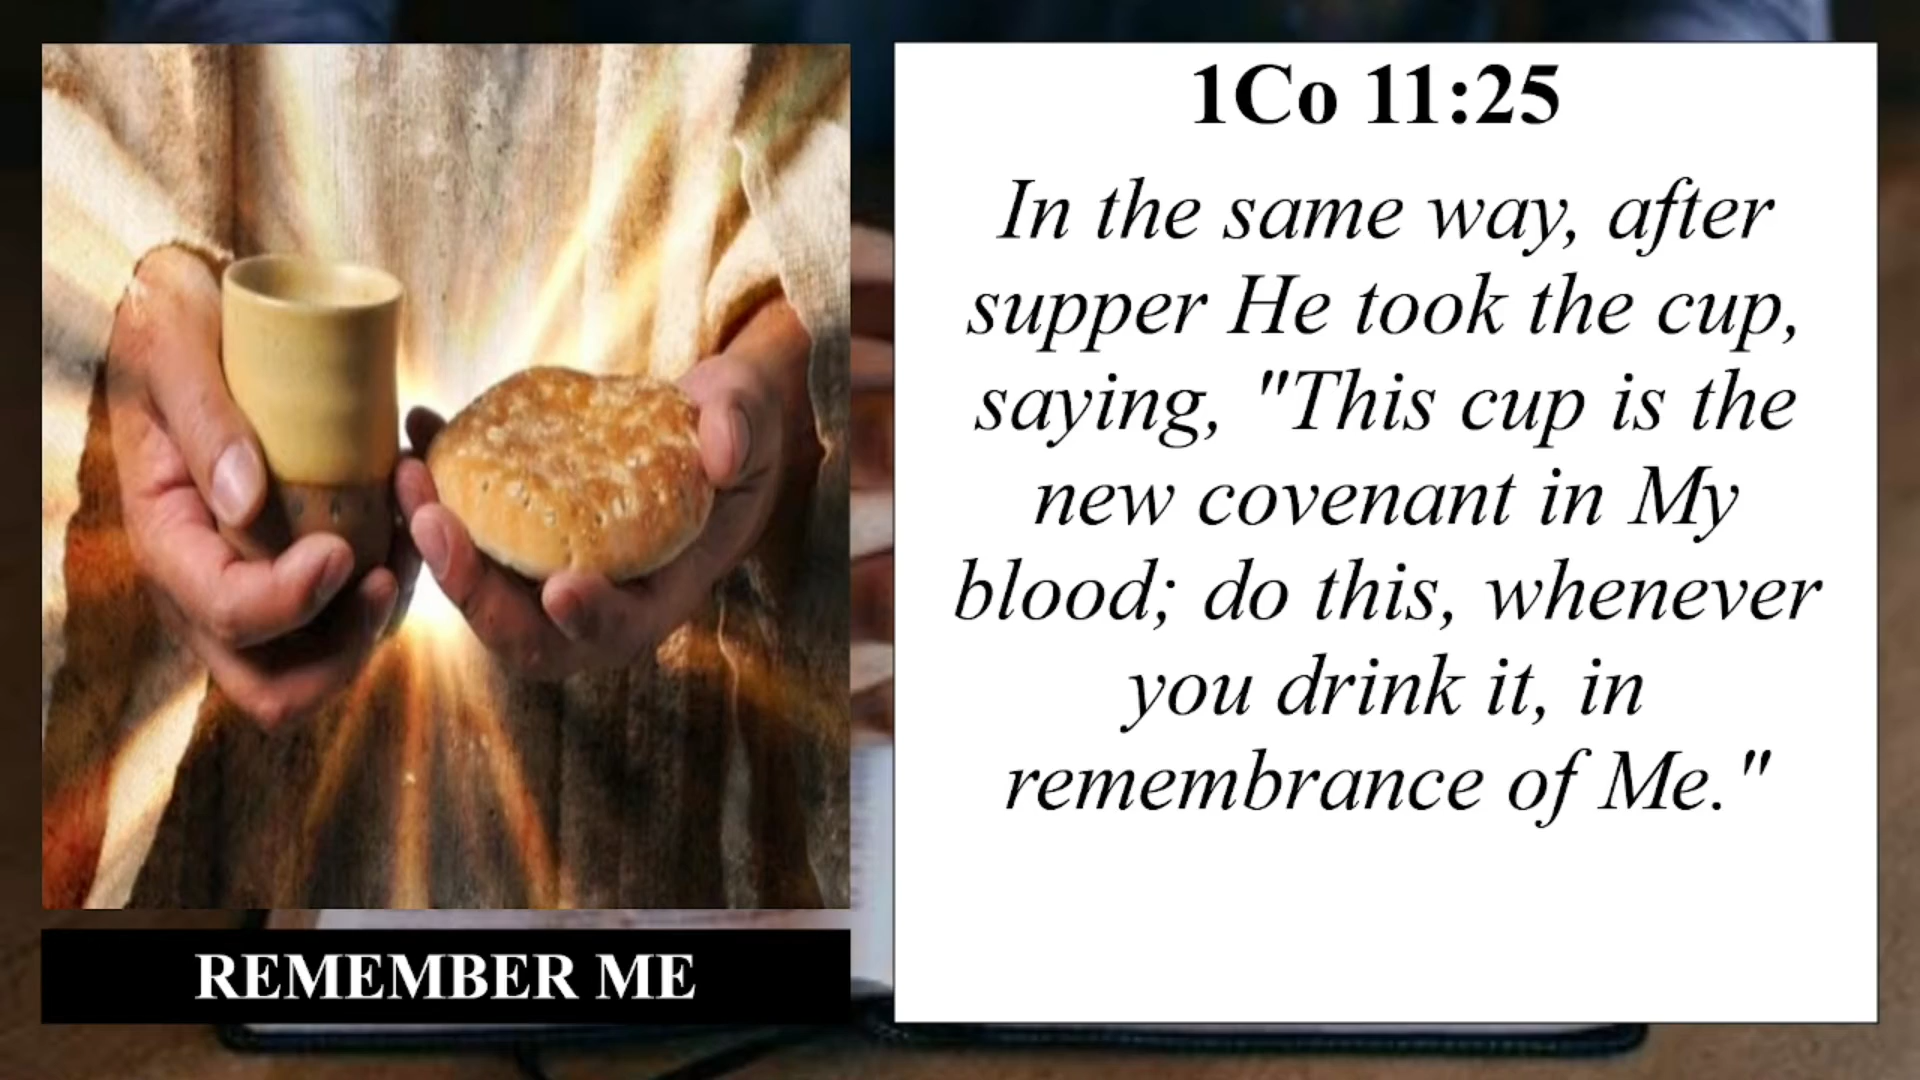 1Co 11:25
In the same way, after
supper He took the cup,
saying, "This cup is the
new covenant in My
blood; do this, whenever
you drink it, in
remembrance of Me."
REMEMBER ME